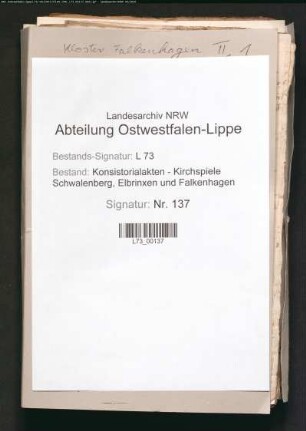 Kloster Falkenhagen II, 1
Landesarchiv NRW
Abteilung Ostwestfalen-Lippe
Bestands-Signatur: L 73
Bestand: Konsistorialakten - Kirchspiele
Schwalenberg, Elbrinxen und Falkenhagen
Signatur: Nr. 137
L73_00137